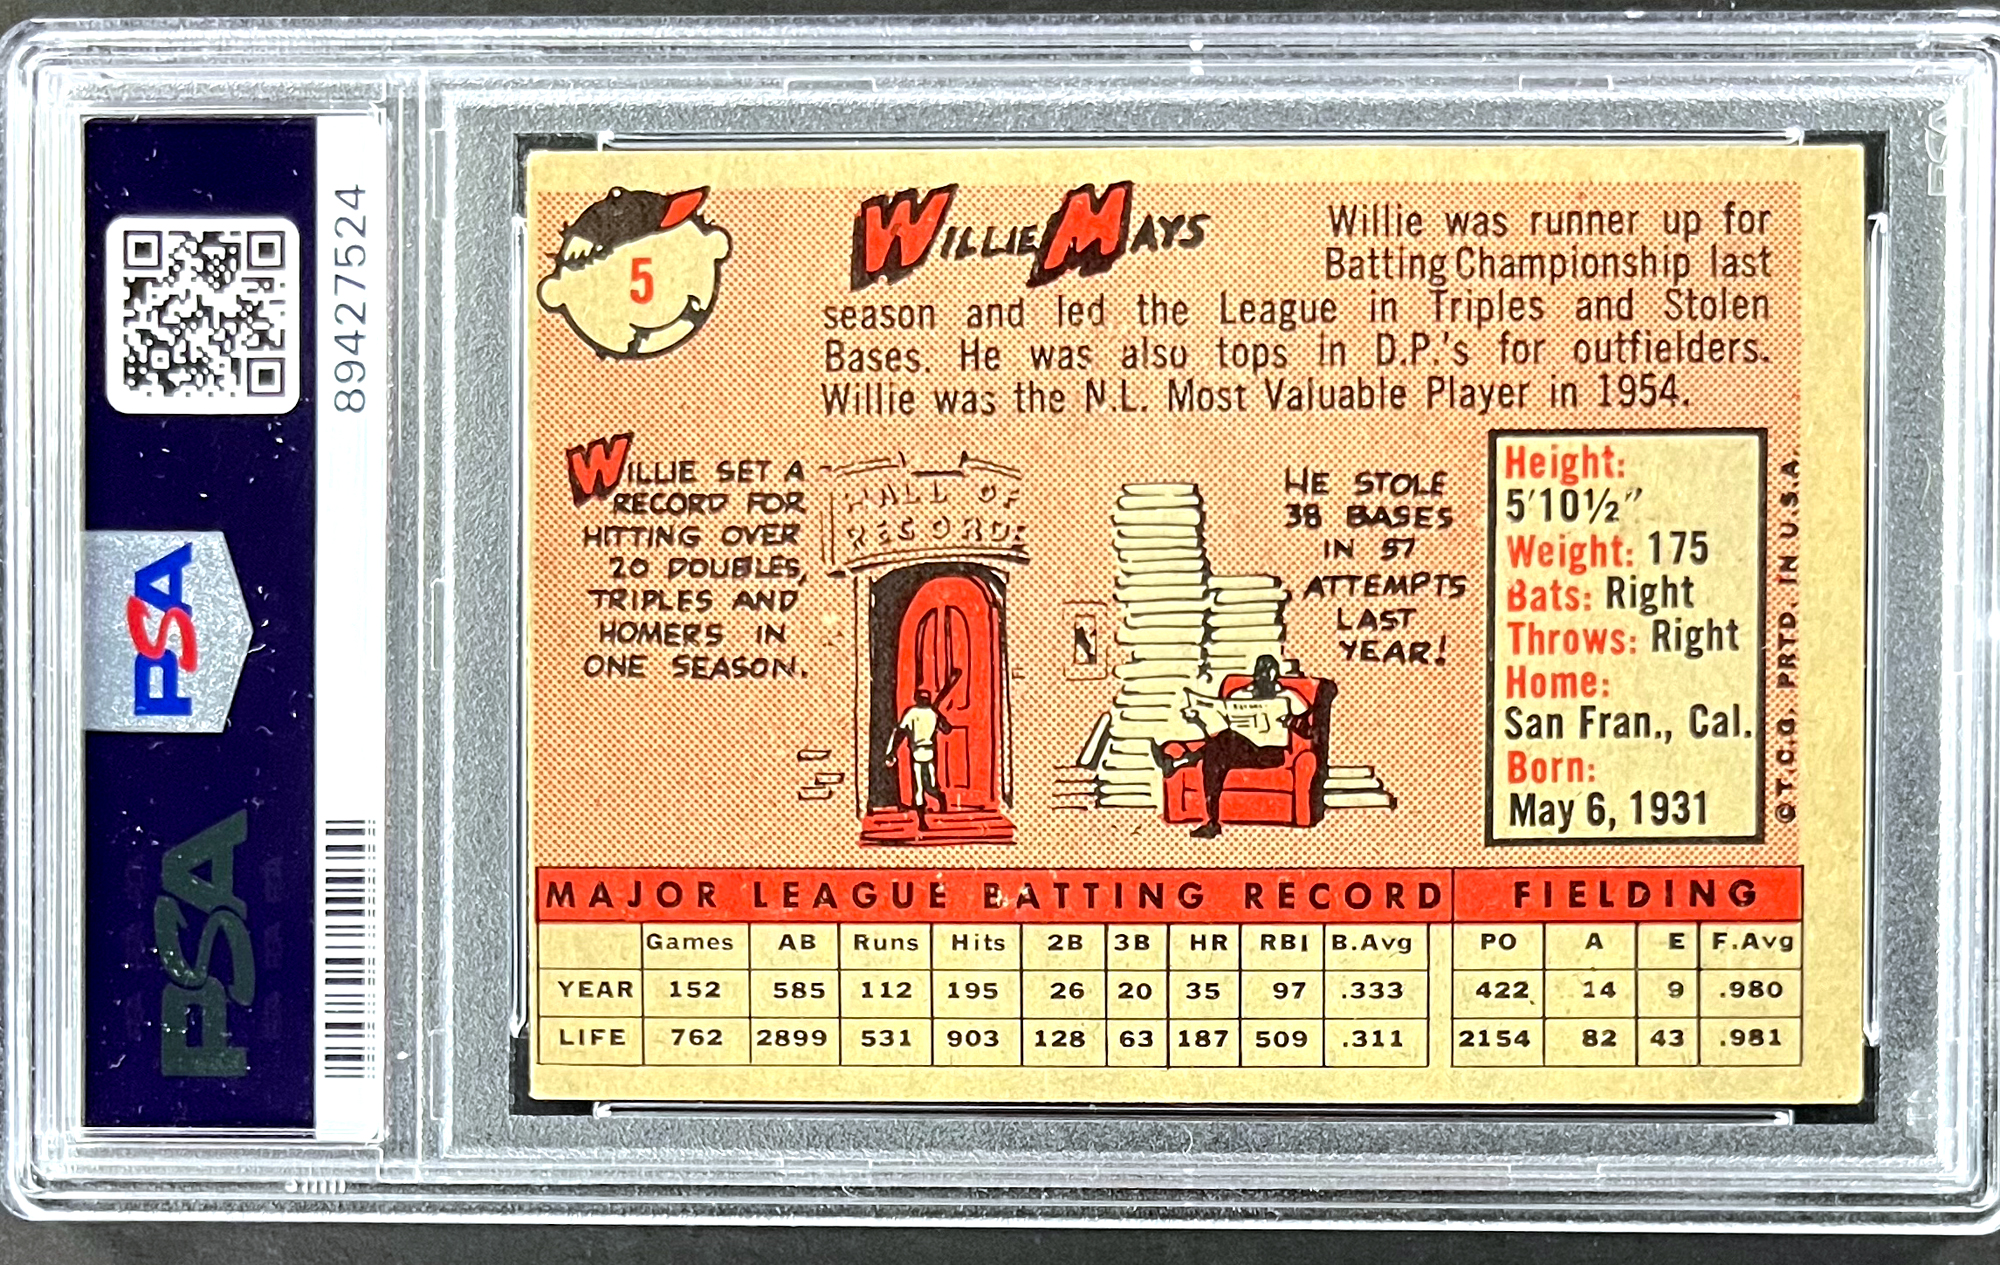 89427524
PSA
PSA
5
WILLIE MAYS
Willie was runner up for
Batting Championship last
season and led the League in Triples and Stolen
Bases. He was also tops in D.P.'s for outfielders.
Willie was the N.L. Most Valuable Player in 1954.
WILLIE SET A
RECORD FOR
HITTING OVER
20 DOUBLES,
TRIPLES AND
HOMERS IN
ONE SEASON.
HALL OF
RECORDS
HE STOLE
38 BASES
IN 57
ATTEMPTS
LAST
YEAR!
Height:
5'10½"
Weight: 175
Bats: Right
Throws: Right
Home:
San Fran., Cal.
Born:
May 6, 1931
©T.C.G. PRTD. IN U.S.A.
MAJOR LEAGUE BATTING RECORD FIELDING
Games AB Runs Hits 2B 3B HR RBI B.Avg PO A E F.Avg
YEAR 152 585 112 195 26 20 35 97 .333 422 14 9 .980
LIFE 762 2899 531 903 128 63 187 509 .311 2154 82 43 .981